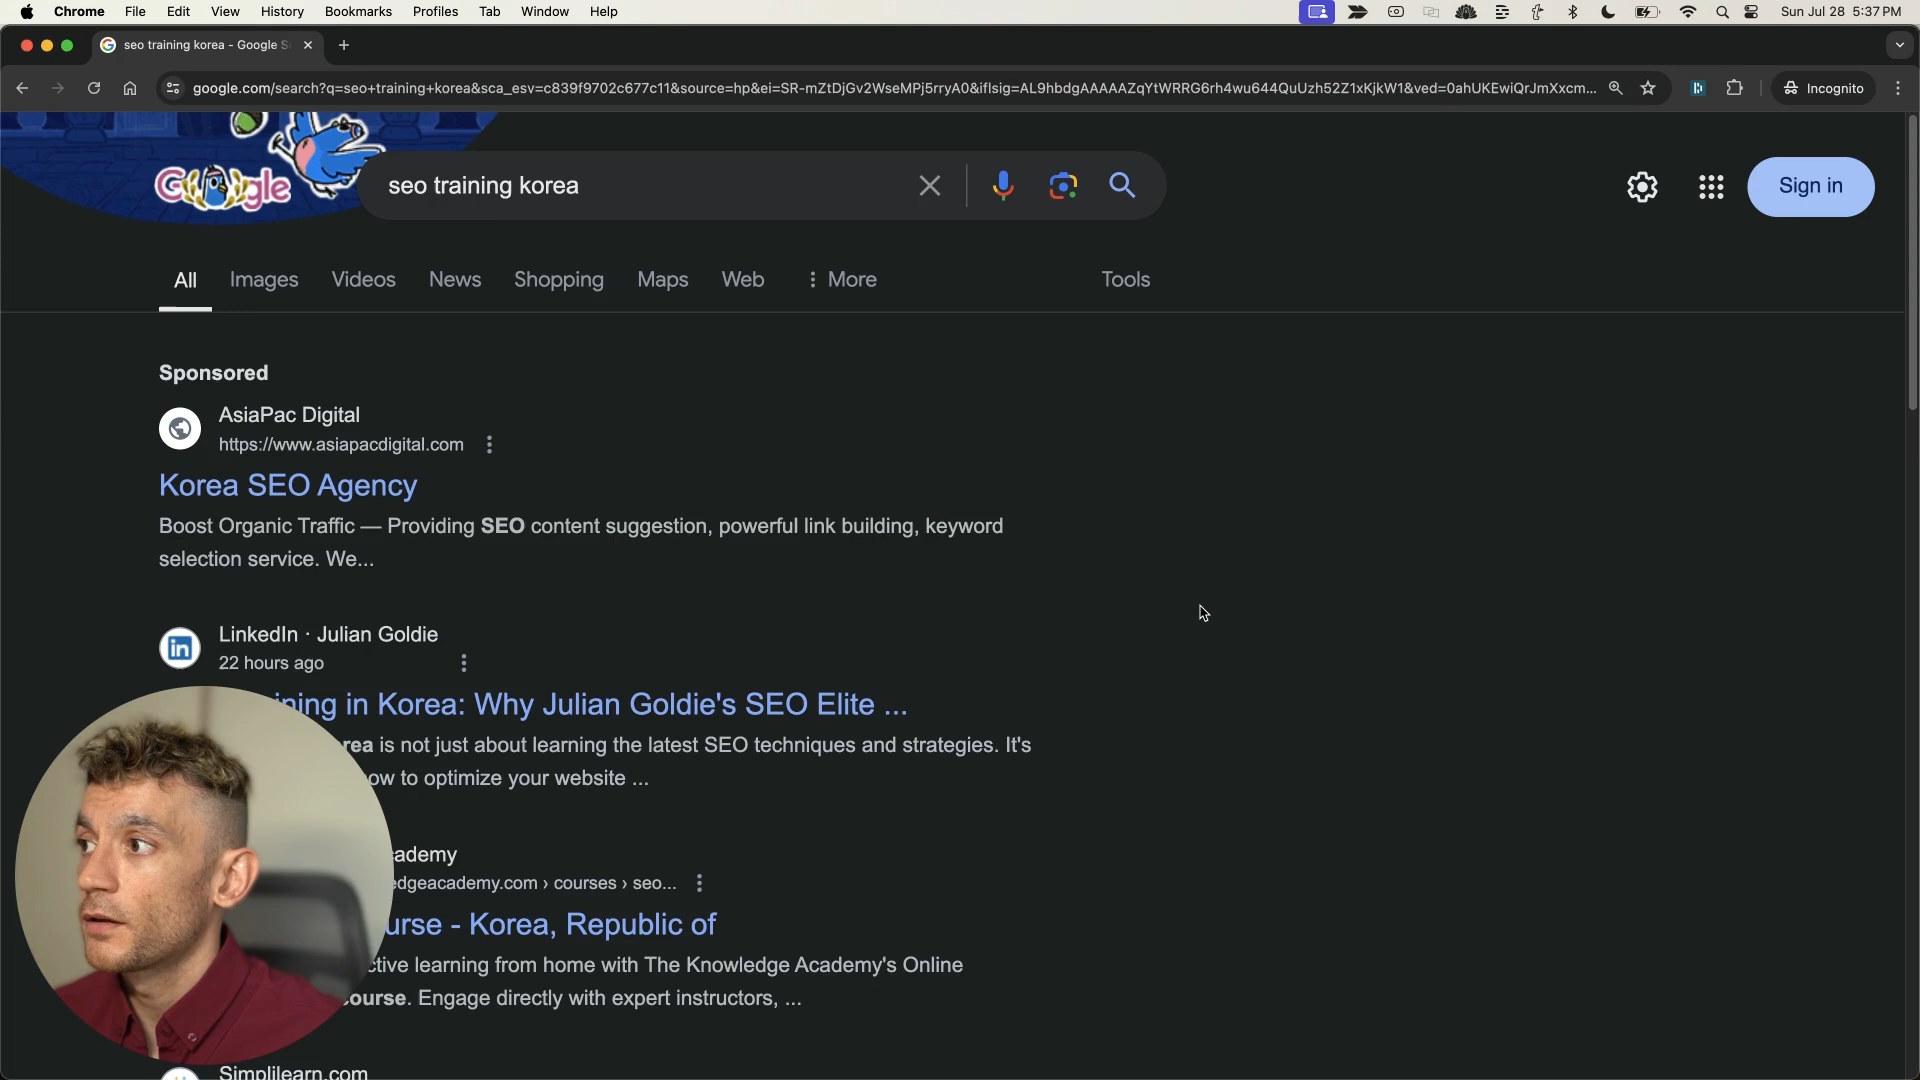 Chrome File Edit View History Bookmarks Profiles Tab Window Help Sun Jul 28 5:37 PM
seo training korea - Google S
google.com/search?q=seo+training+korea&sca_esv=c839f9702c677c11&source=hp&ei=SR-mZtDjGv2WseMPj5rryA0&iflsig=AL9hbdgAAAAAZqYtWRRG6rh4wu644QuUzh52Z1xKjkW1&ved=0ahUKEwiQrJmXxcm... Incognito
Google
seo training korea
Sign in
All Images Videos News Shopping Maps Web More Tools
Sponsored
AsiaPac Digital
https://www.asiapacdigital.com
Korea SEO Agency
Boost Organic Traffic — Providing SEO content suggestion, powerful link building, keyword
selection service. We...
LinkedIn · Julian Goldie
22 hours ago
ining in Korea: Why Julian Goldie's SEO Elite ...
rea is not just about learning the latest SEO techniques and strategies. It's
ow to optimize your website ...
cademy
edgeacademy.com › courses › seo...
urse - Korea, Republic of
ctive learning from home with The Knowledge Academy's Online
course. Engage directly with expert instructors, ...
Simplilearn.com